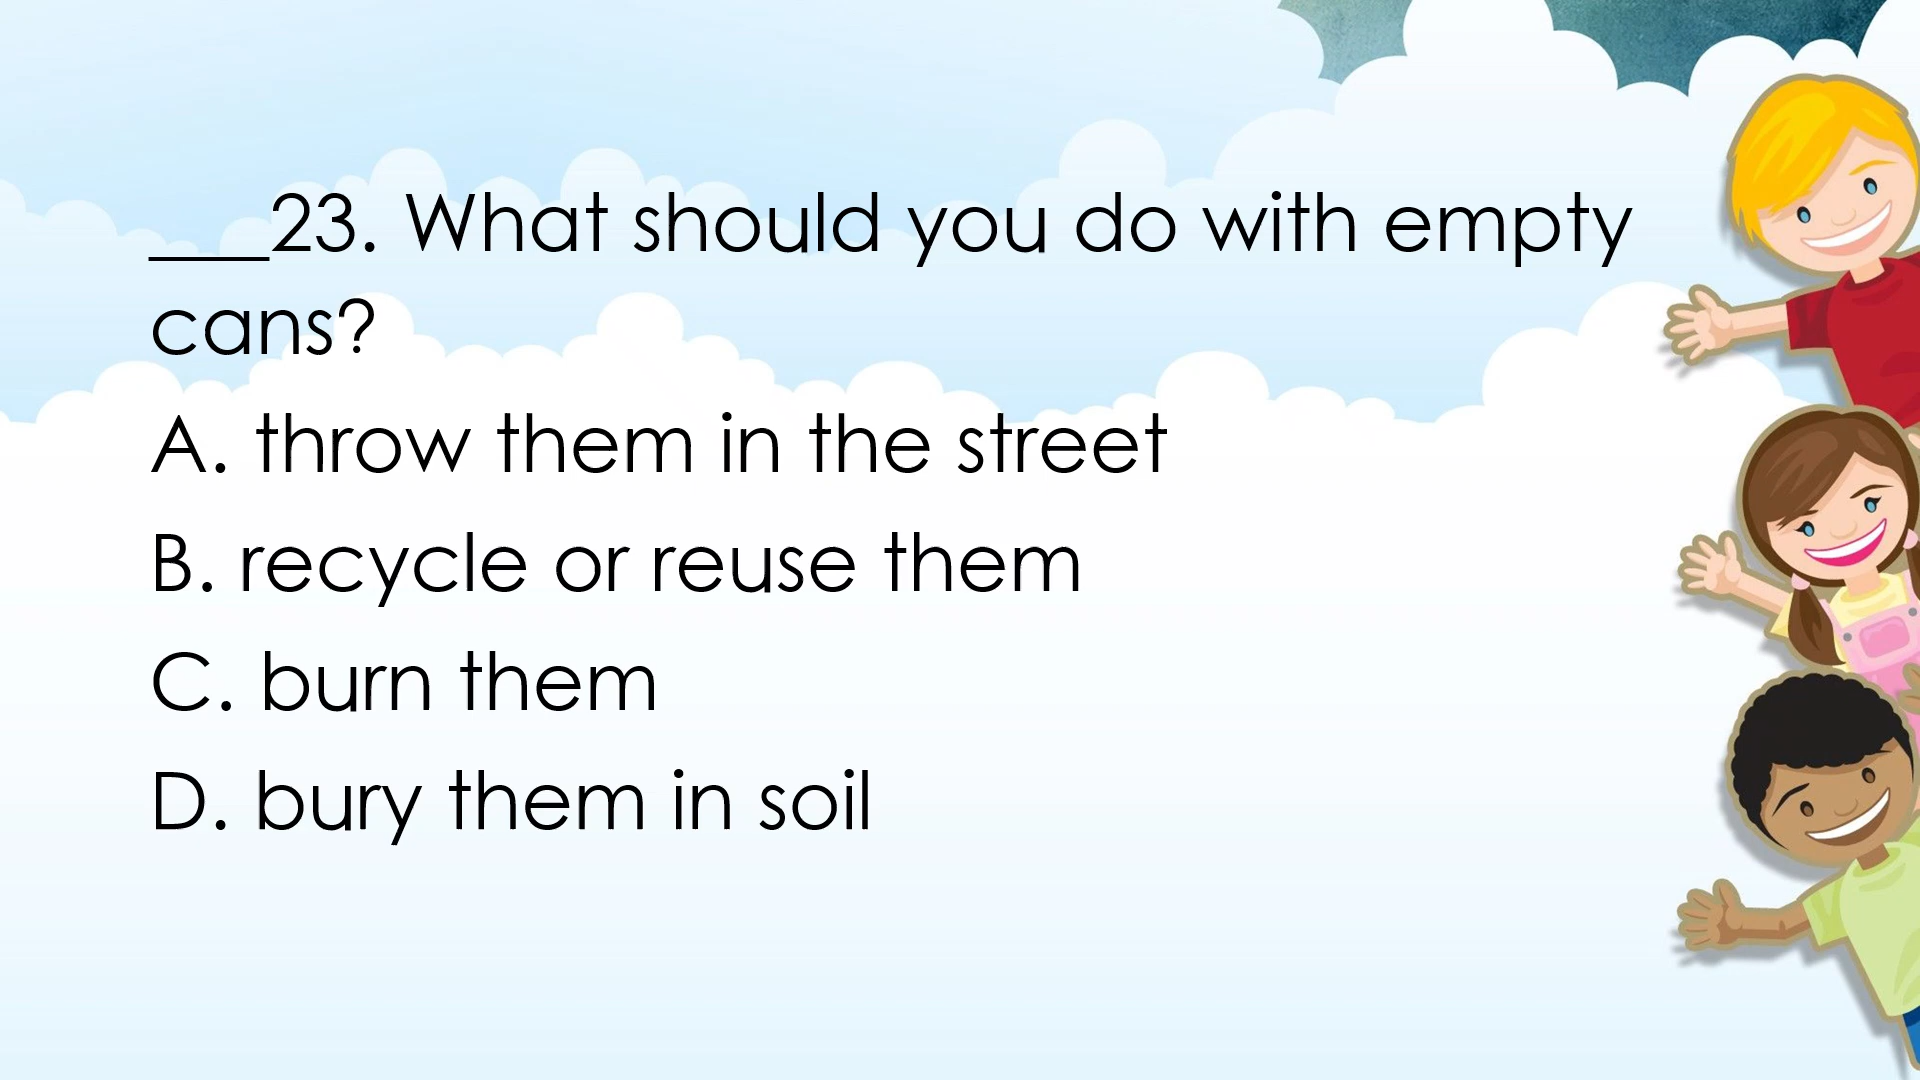 ___23. What should you do with empty
cans?
A. throw them in the street
B. recycle or reuse them
C. burn them
D. bury them in soil